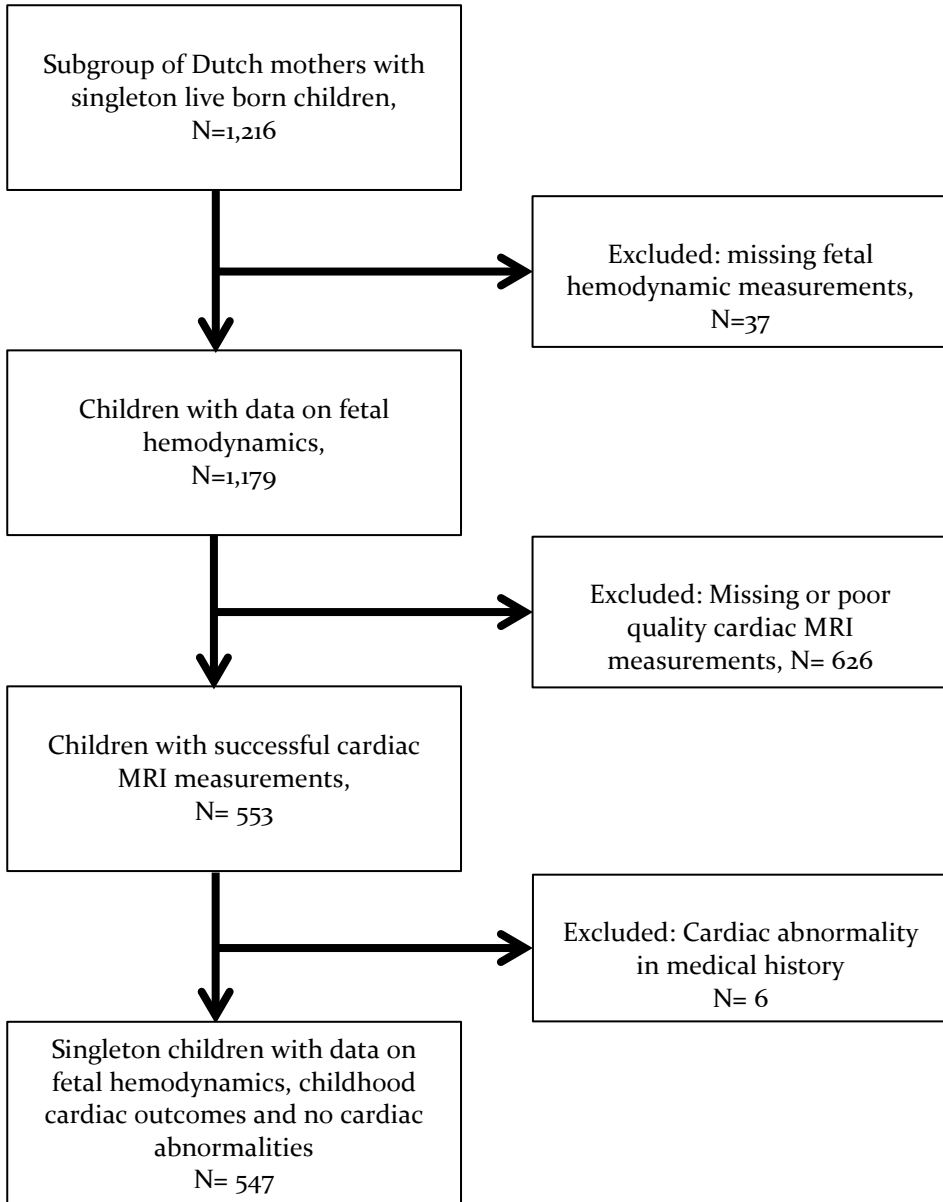 Subgroup of Dutch mothers with
singleton live born children,
N=1,216
Excluded: missing fetal
hemodynamic measurements,
N=37
Children with data on fetal
hemodynamics,
N=1,179
Excluded: Missing or poor
quality cardiac MRI
measurements, N= 626
Children with successful cardiac
MRI measurements,
N= 553
Excluded: Cardiac abnormality
in medical history
N= 6
Singleton children with data on
fetal hemodynamics, childhood
cardiac outcomes and no cardiac
abnormalities
N= 547